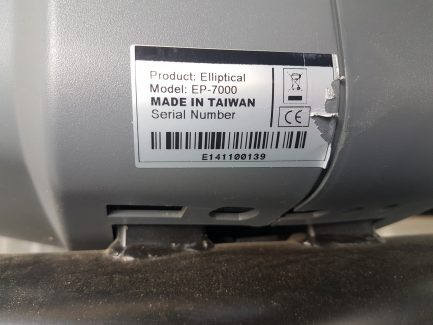 Product: Elliptical
Model: EP-7000
MADE IN TAIWAN
Serial Number
CE
E141100139